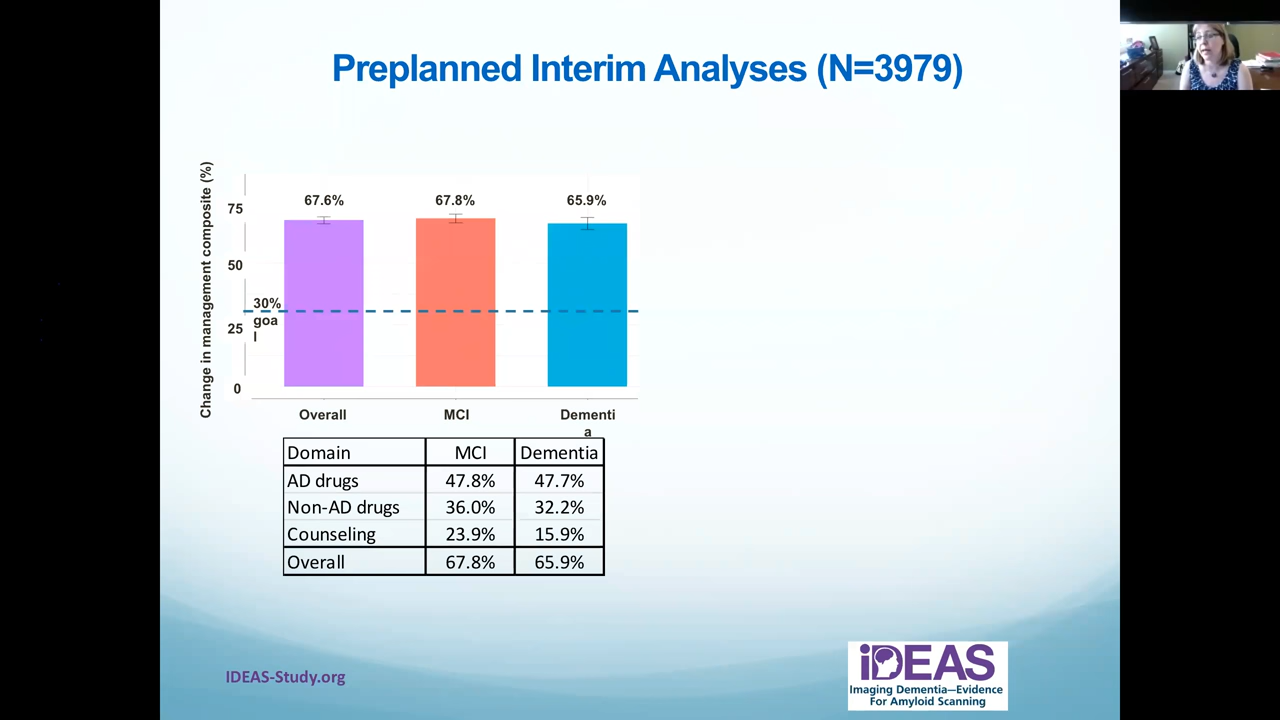 Preplanned Interim Analyses (N=3979)
Change in management composite (%)
75
50
25
0
67.6%
67.8%
65.9%
30%
goa
l
Overall
MCI
Dementi
a
Domain MCI Dementia
AD drugs 47.8% 47.7%
Non-AD drugs 36.0% 32.2%
Counseling 23.9% 15.9%
Overall 67.8% 65.9%
IDEAS-Study.org
iDEAS
Imaging Dementia—Evidence
For Amyloid Scanning